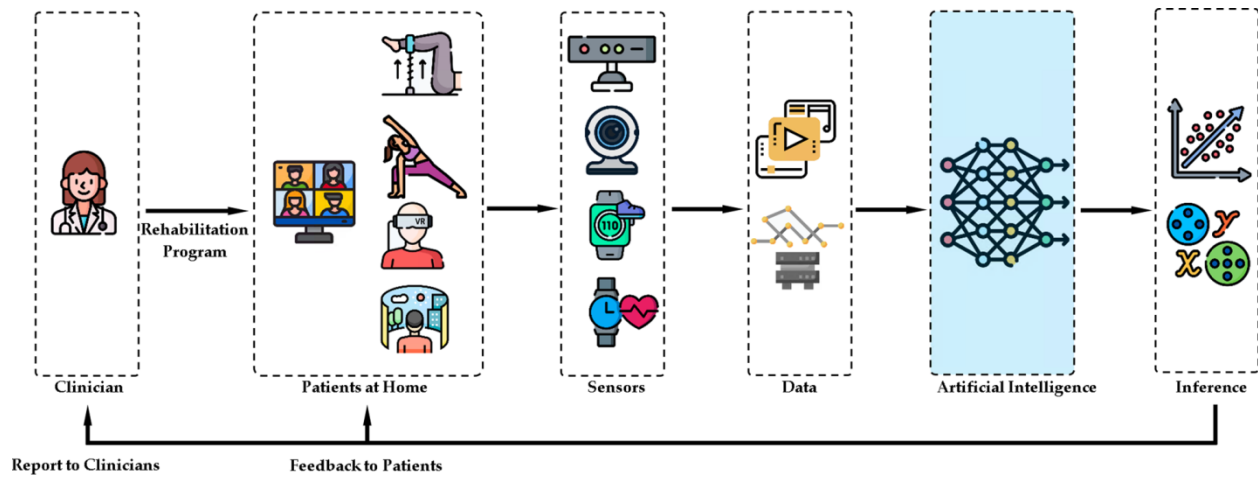 VR
110
y
x
Rehabilitation
Program
Clinician
Patients at Home
Sensors
Data
Artificial Intelligence
Inference
Report to Clinicians
Feedback to Patients